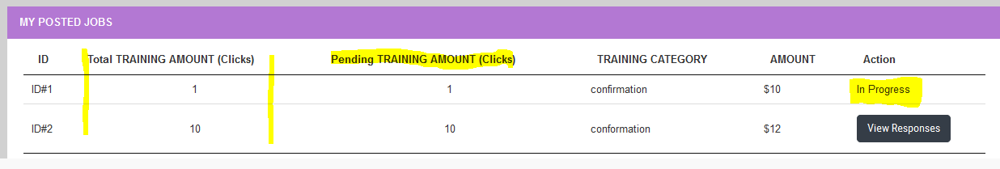 MY POSTED JOBS
ID Total TRAINING AMOUNT (Clicks) Pending TRAINING AMOUNT (Clicks) TRAINING CATEGORY AMOUNT Action
ID#1 1 1 confirmation $10 In Progress
ID#2 10 10 conformation $12 View Responses